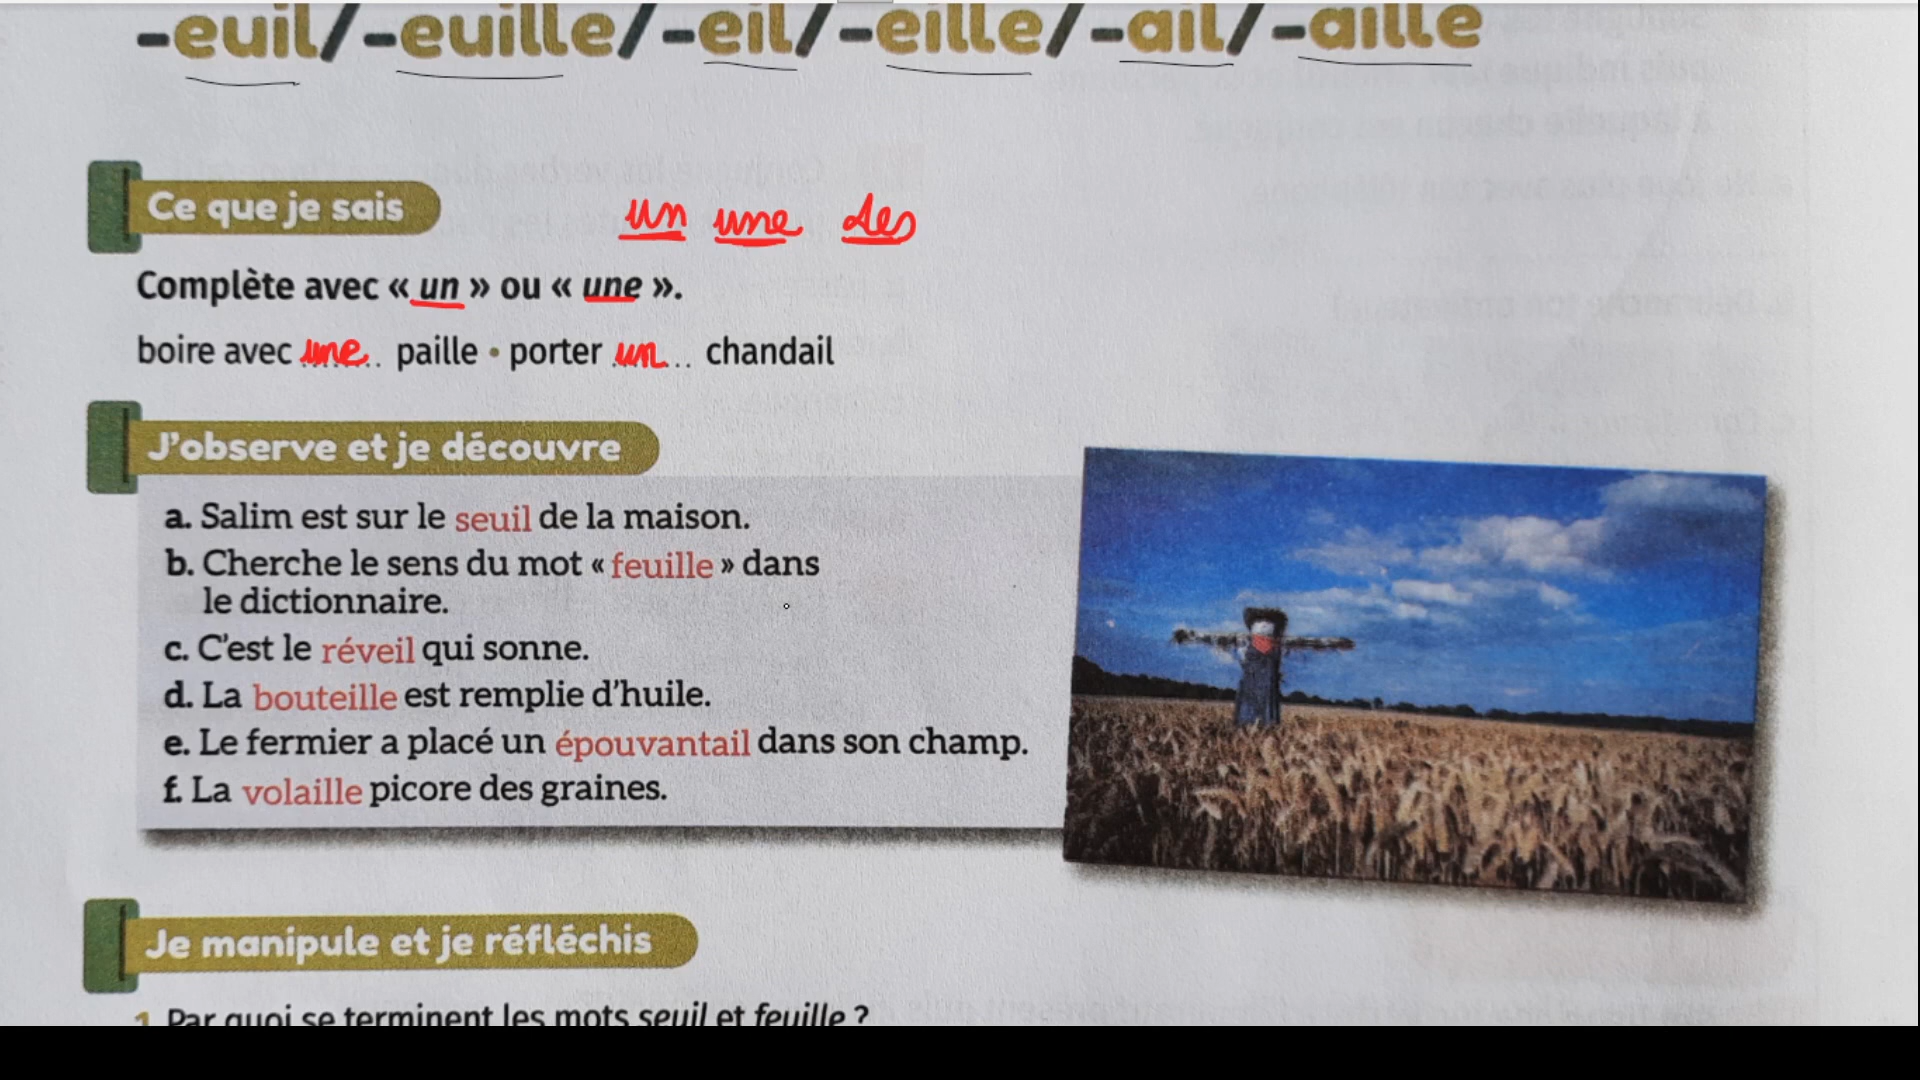 -euil/-euille/-eil/-eille/-ail/-aille
Ce que je sais
un une des
Complète avec « un » ou « une ».
boire avec une paille • porter un chandail
J'observe et je découvre
a. Salim est sur le seuil de la maison.
b. Cherche le sens du mot « feuille » dans
le dictionnaire.
c. C'est le réveil qui sonne.
d. La bouteille est remplie d'huile.
e. Le fermier a placé un épouvantail dans son champ.
f. La volaille picore des graines.
Je manipule et je réfléchis
1. Par quoi se terminent les mots seuil et feuille ?